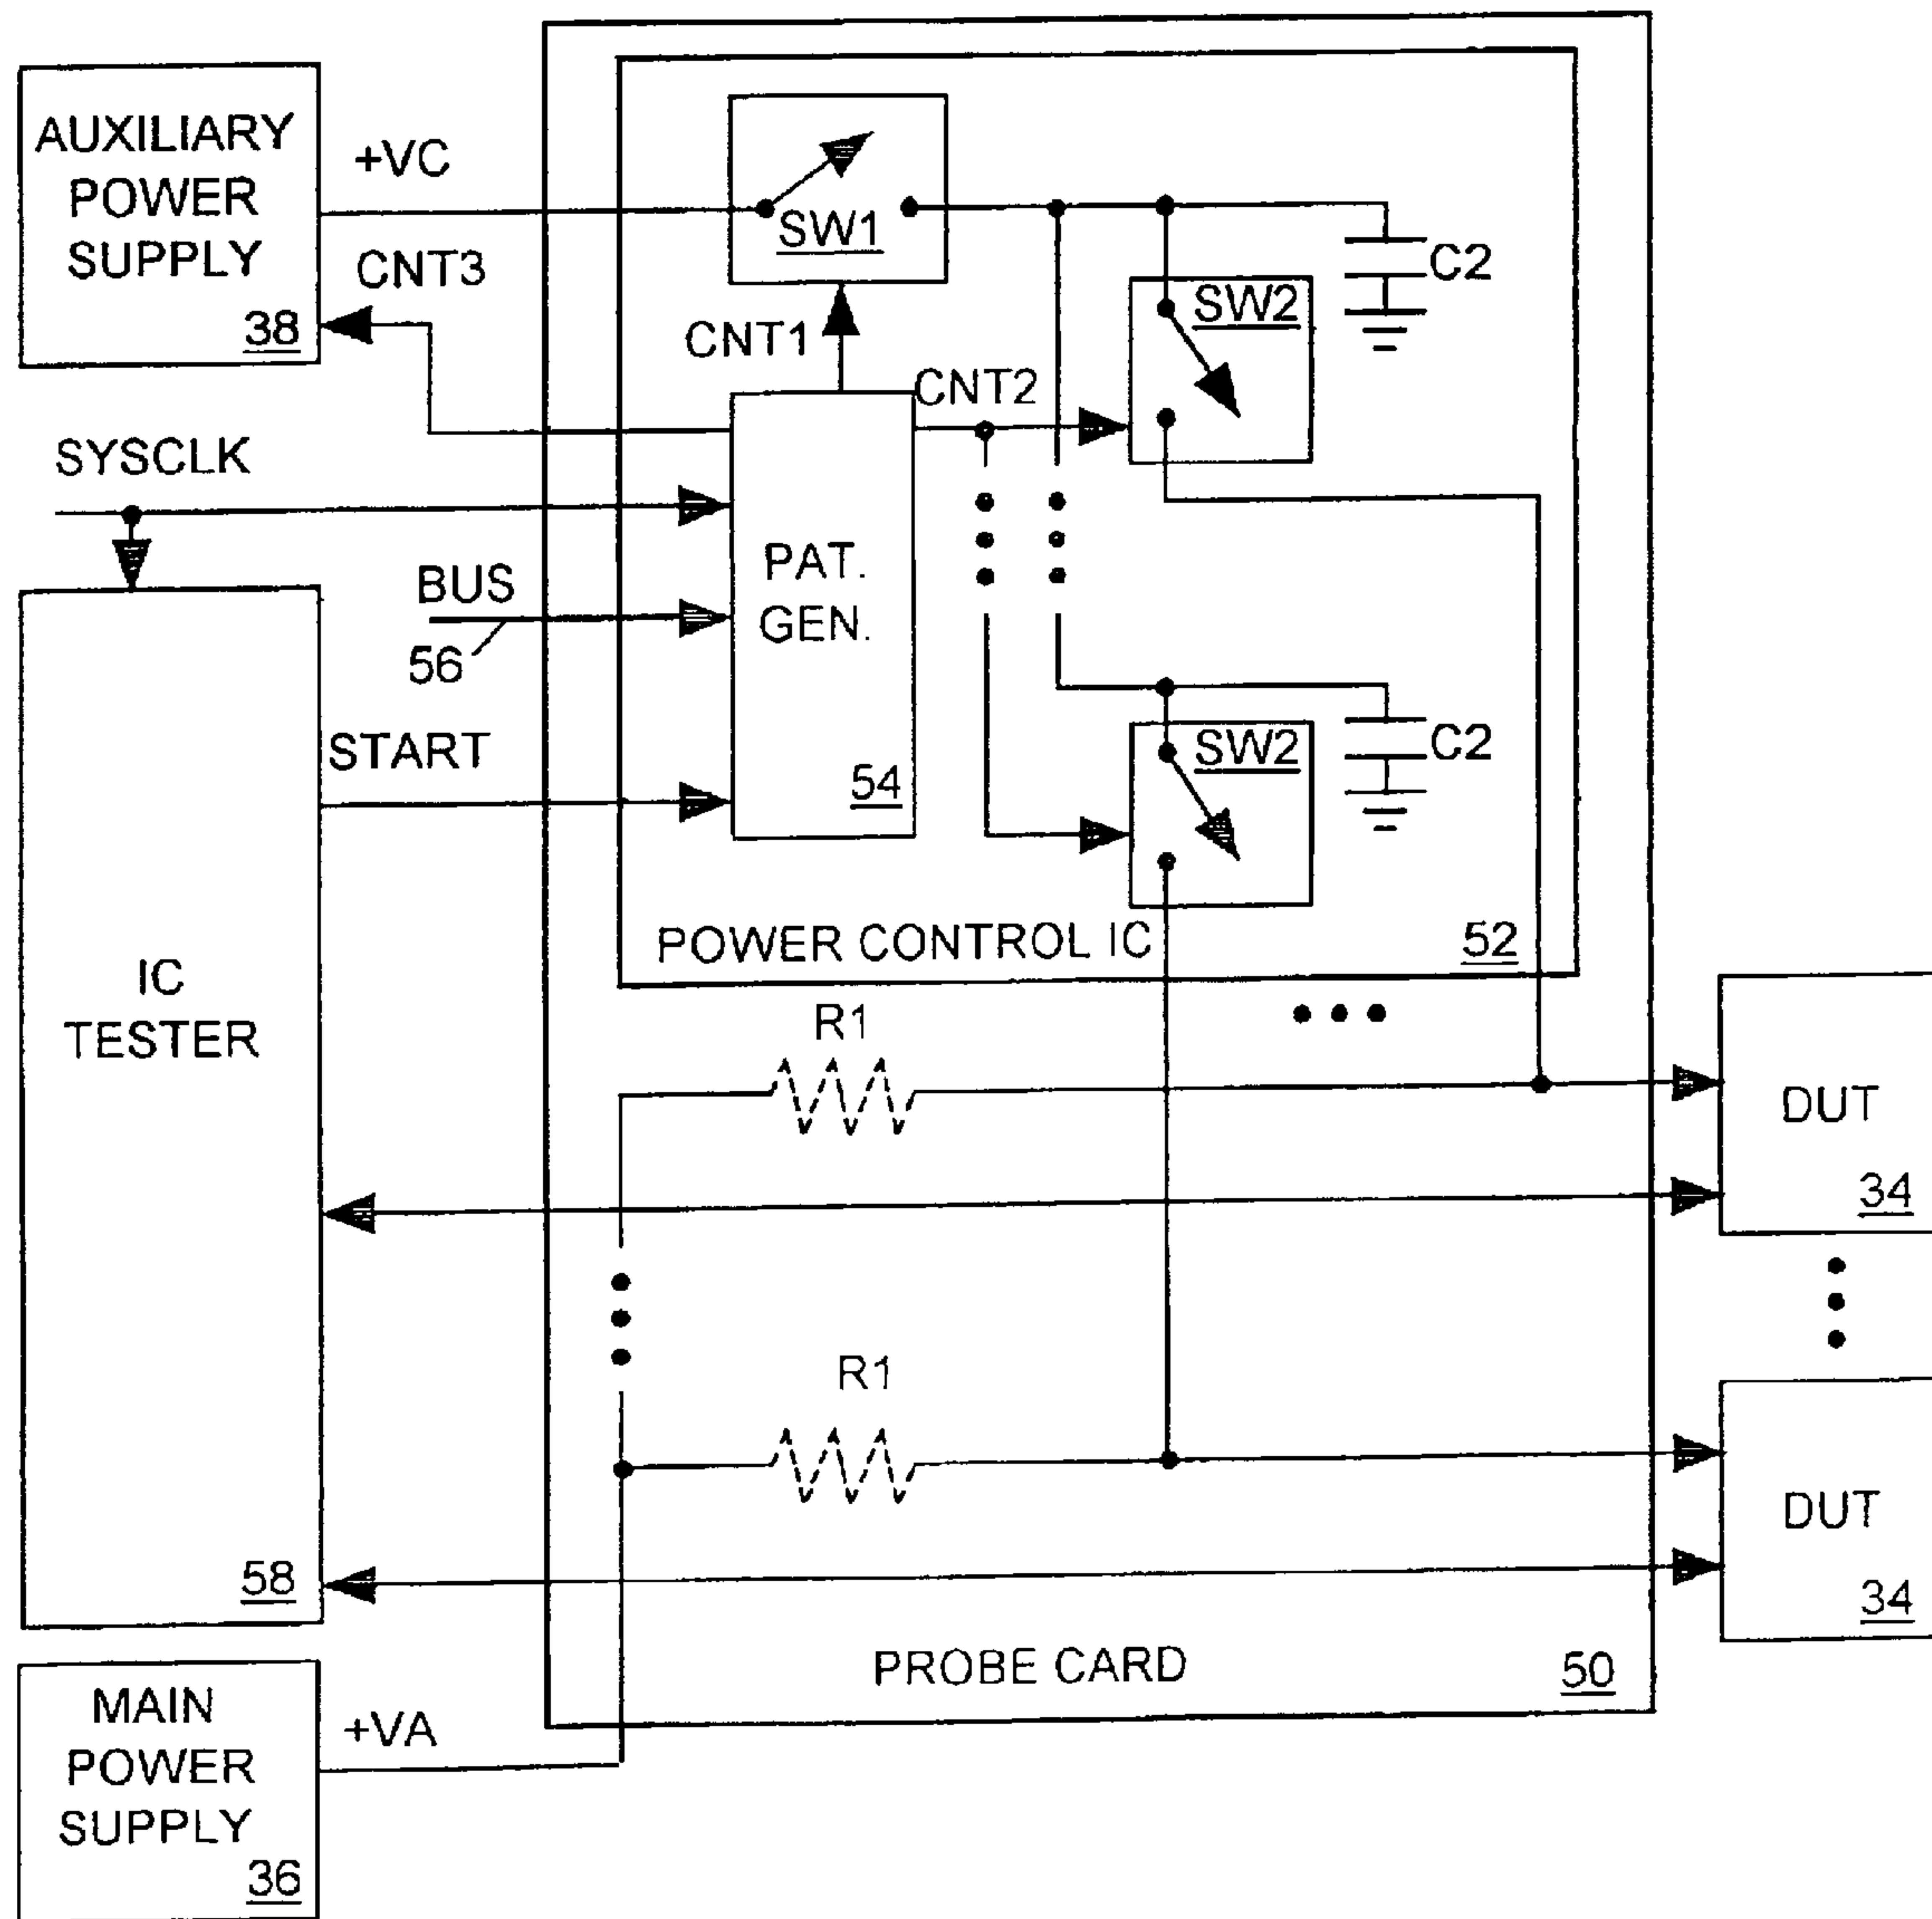 AUXILIARY
POWER
SUPPLY
38
+VC
CNT3
SW1
CNT1
CNT2
SW2
C2
SYSCLK
BUS
56
START
PAT.
GEN.
54
SW2
C2
POWER CONTROL IC
52
IC
TESTER
58
R1
R1
DUT
34
DUT
34
PROBE CARD
50
MAIN
POWER
SUPPLY
36
+VA